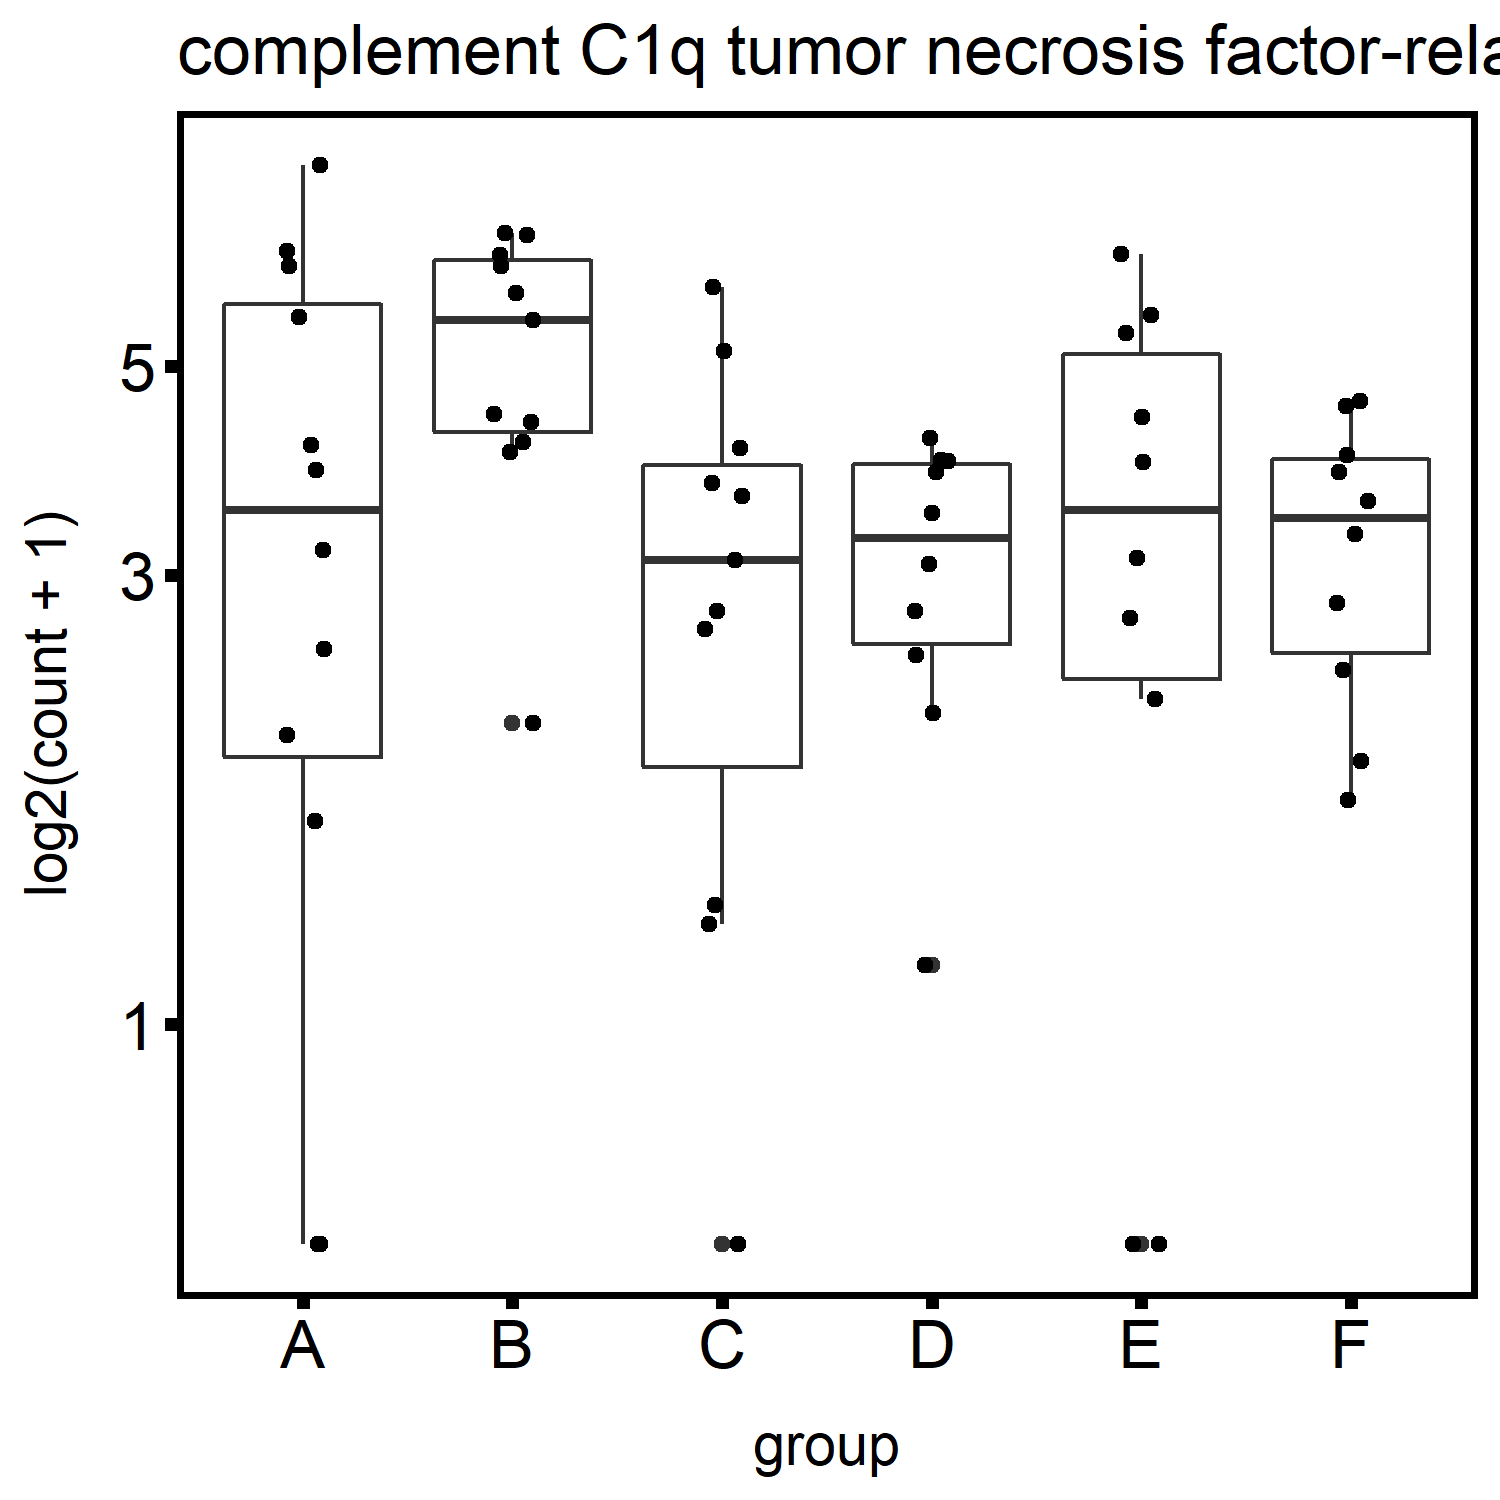 complement C1q tumor necrosis factor-rela
log2(count + 1)
5
3
1
A B C D E F
group